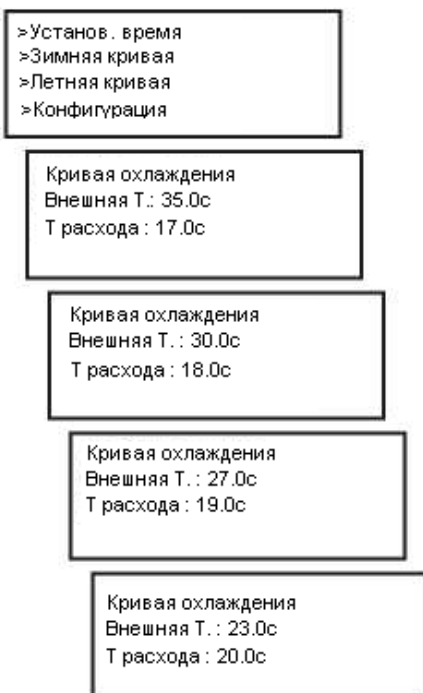 >Установ. время
>Зимняя кривая
>Летняя кривая
>Конфигурация
Кривая охлаждения
Внешняя Т.: 35.0с
Т расхода : 17.0с
Кривая охлаждения
Внешняя Т. : 30.0с
Т расхода : 18.0с
Кривая охлаждения
Внешняя Т. : 27.0с
Т расхода : 19.0с
Кривая охлаждения
Внешняя Т. : 23.0с
Т расхода : 20.0с